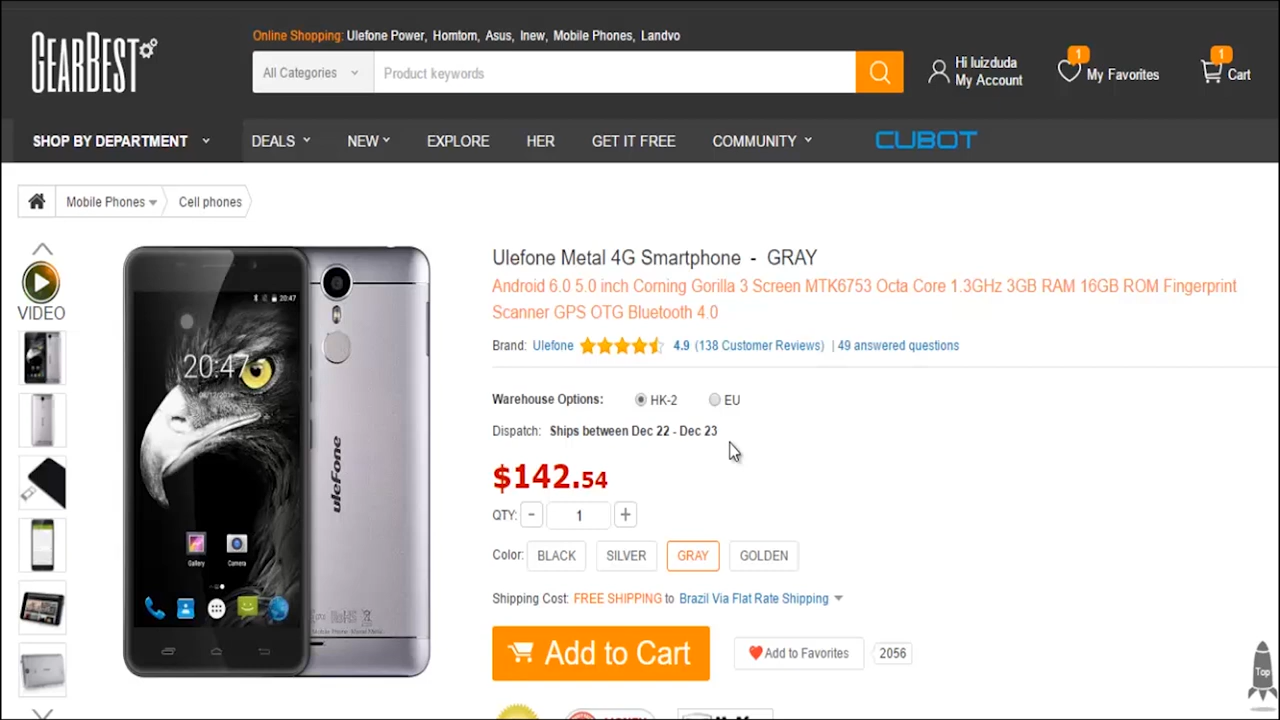 GEARBEST
Online Shopping: Ulefone Power, Homtom, Asus, Inew, Mobile Phones, Landvo
All Categories Product keywords
Hi luizduda
My Account
1
My Favorites
1
Cart
SHOP BY DEPARTMENT DEALS NEW EXPLORE HER GET IT FREE COMMUNITY CUBOT
Mobile Phones Cell phones
VIDEO
20:47
20:47
Gallery Camera
uleFone
Ulefone Metal 4G Smartphone - GRAY
Android 6.0 5.0 inch Corning Gorilla 3 Screen MTK6753 Octa Core 1.3GHz 3GB RAM 16GB ROM Fingerprint
Scanner GPS OTG Bluetooth 4.0
Brand: Ulefone 4.9 (138 Customer Reviews) | 49 answered questions
Warehouse Options: HK-2 EU
Dispatch: Ships between Dec 22 - Dec 23
$142.54
QTY: - 1 +
Color: BLACK SILVER GRAY GOLDEN
Shipping Cost: FREE SHIPPING to Brazil Via Flat Rate Shipping
Add to Cart Add to Favorites 2056
Top